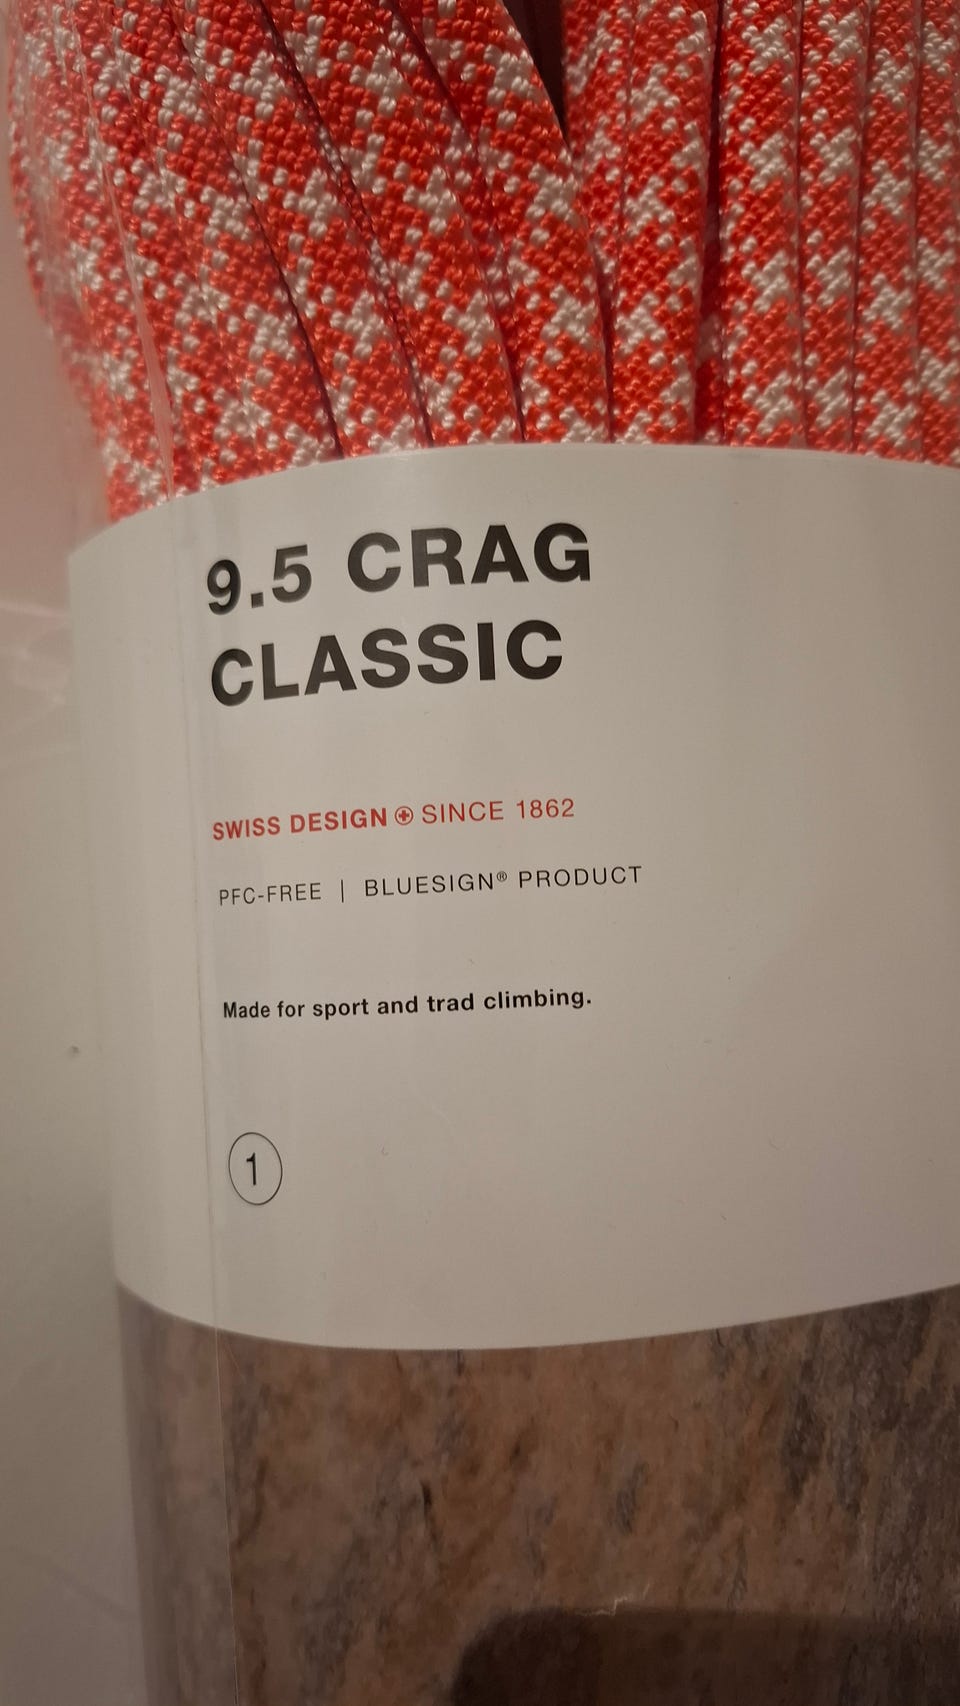 9.5 CRAG
CLASSIC
SWISS DESIGN SINCE 1862
PFC-FREE | BLUESIGN® PRODUCT
Made for sport and trad climbing.
1